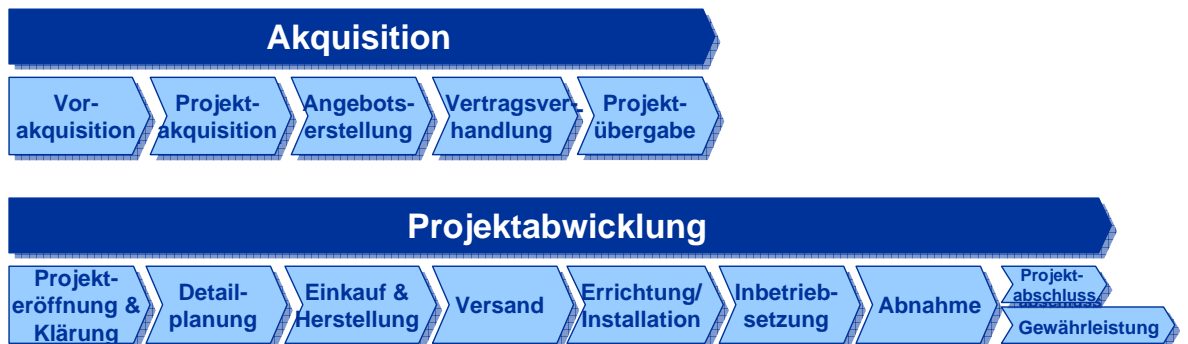 Akquisition
Vor-
akquisition
Projekt-
akquisition
Angebots-
erstellung
Vertragsver-
handlung
Projekt-
übergabe
Projektabwicklung
Projekt-
eröffnung &
Klärung
Detail-
planung
Einkauf &
Herstellung
Versand
Errichtung/
Installation
Inbetrieb-
setzung
Abnahme
Projekt-
abschluss
Gewährleistung